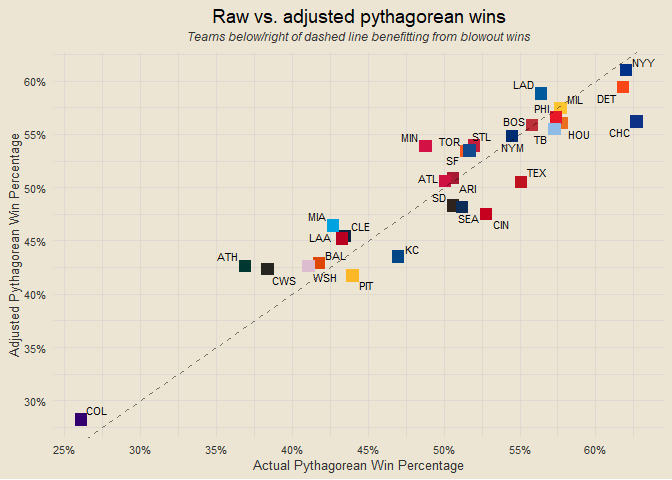 Raw vs. adjusted pythagorean wins
Teams below/right of dashed line benefitting from blowout wins
Adjusted Pythagorean Win Percentage
60%
55%
50%
45%
40%
35%
30%
NYY
LAD
MIL
DET
PHI
BOS
HOU
CHC
TB
NYM
MIN
TOR
STL
SF
TEX
ATL
ARI
SD
SEA
CIN
MIA
CLE
LAA
KC
ATH
BAL
CWS
WSH
PIT
COL
25%
30%
35%
40%
45%
50%
55%
60%
Actual Pythagorean Win Percentage